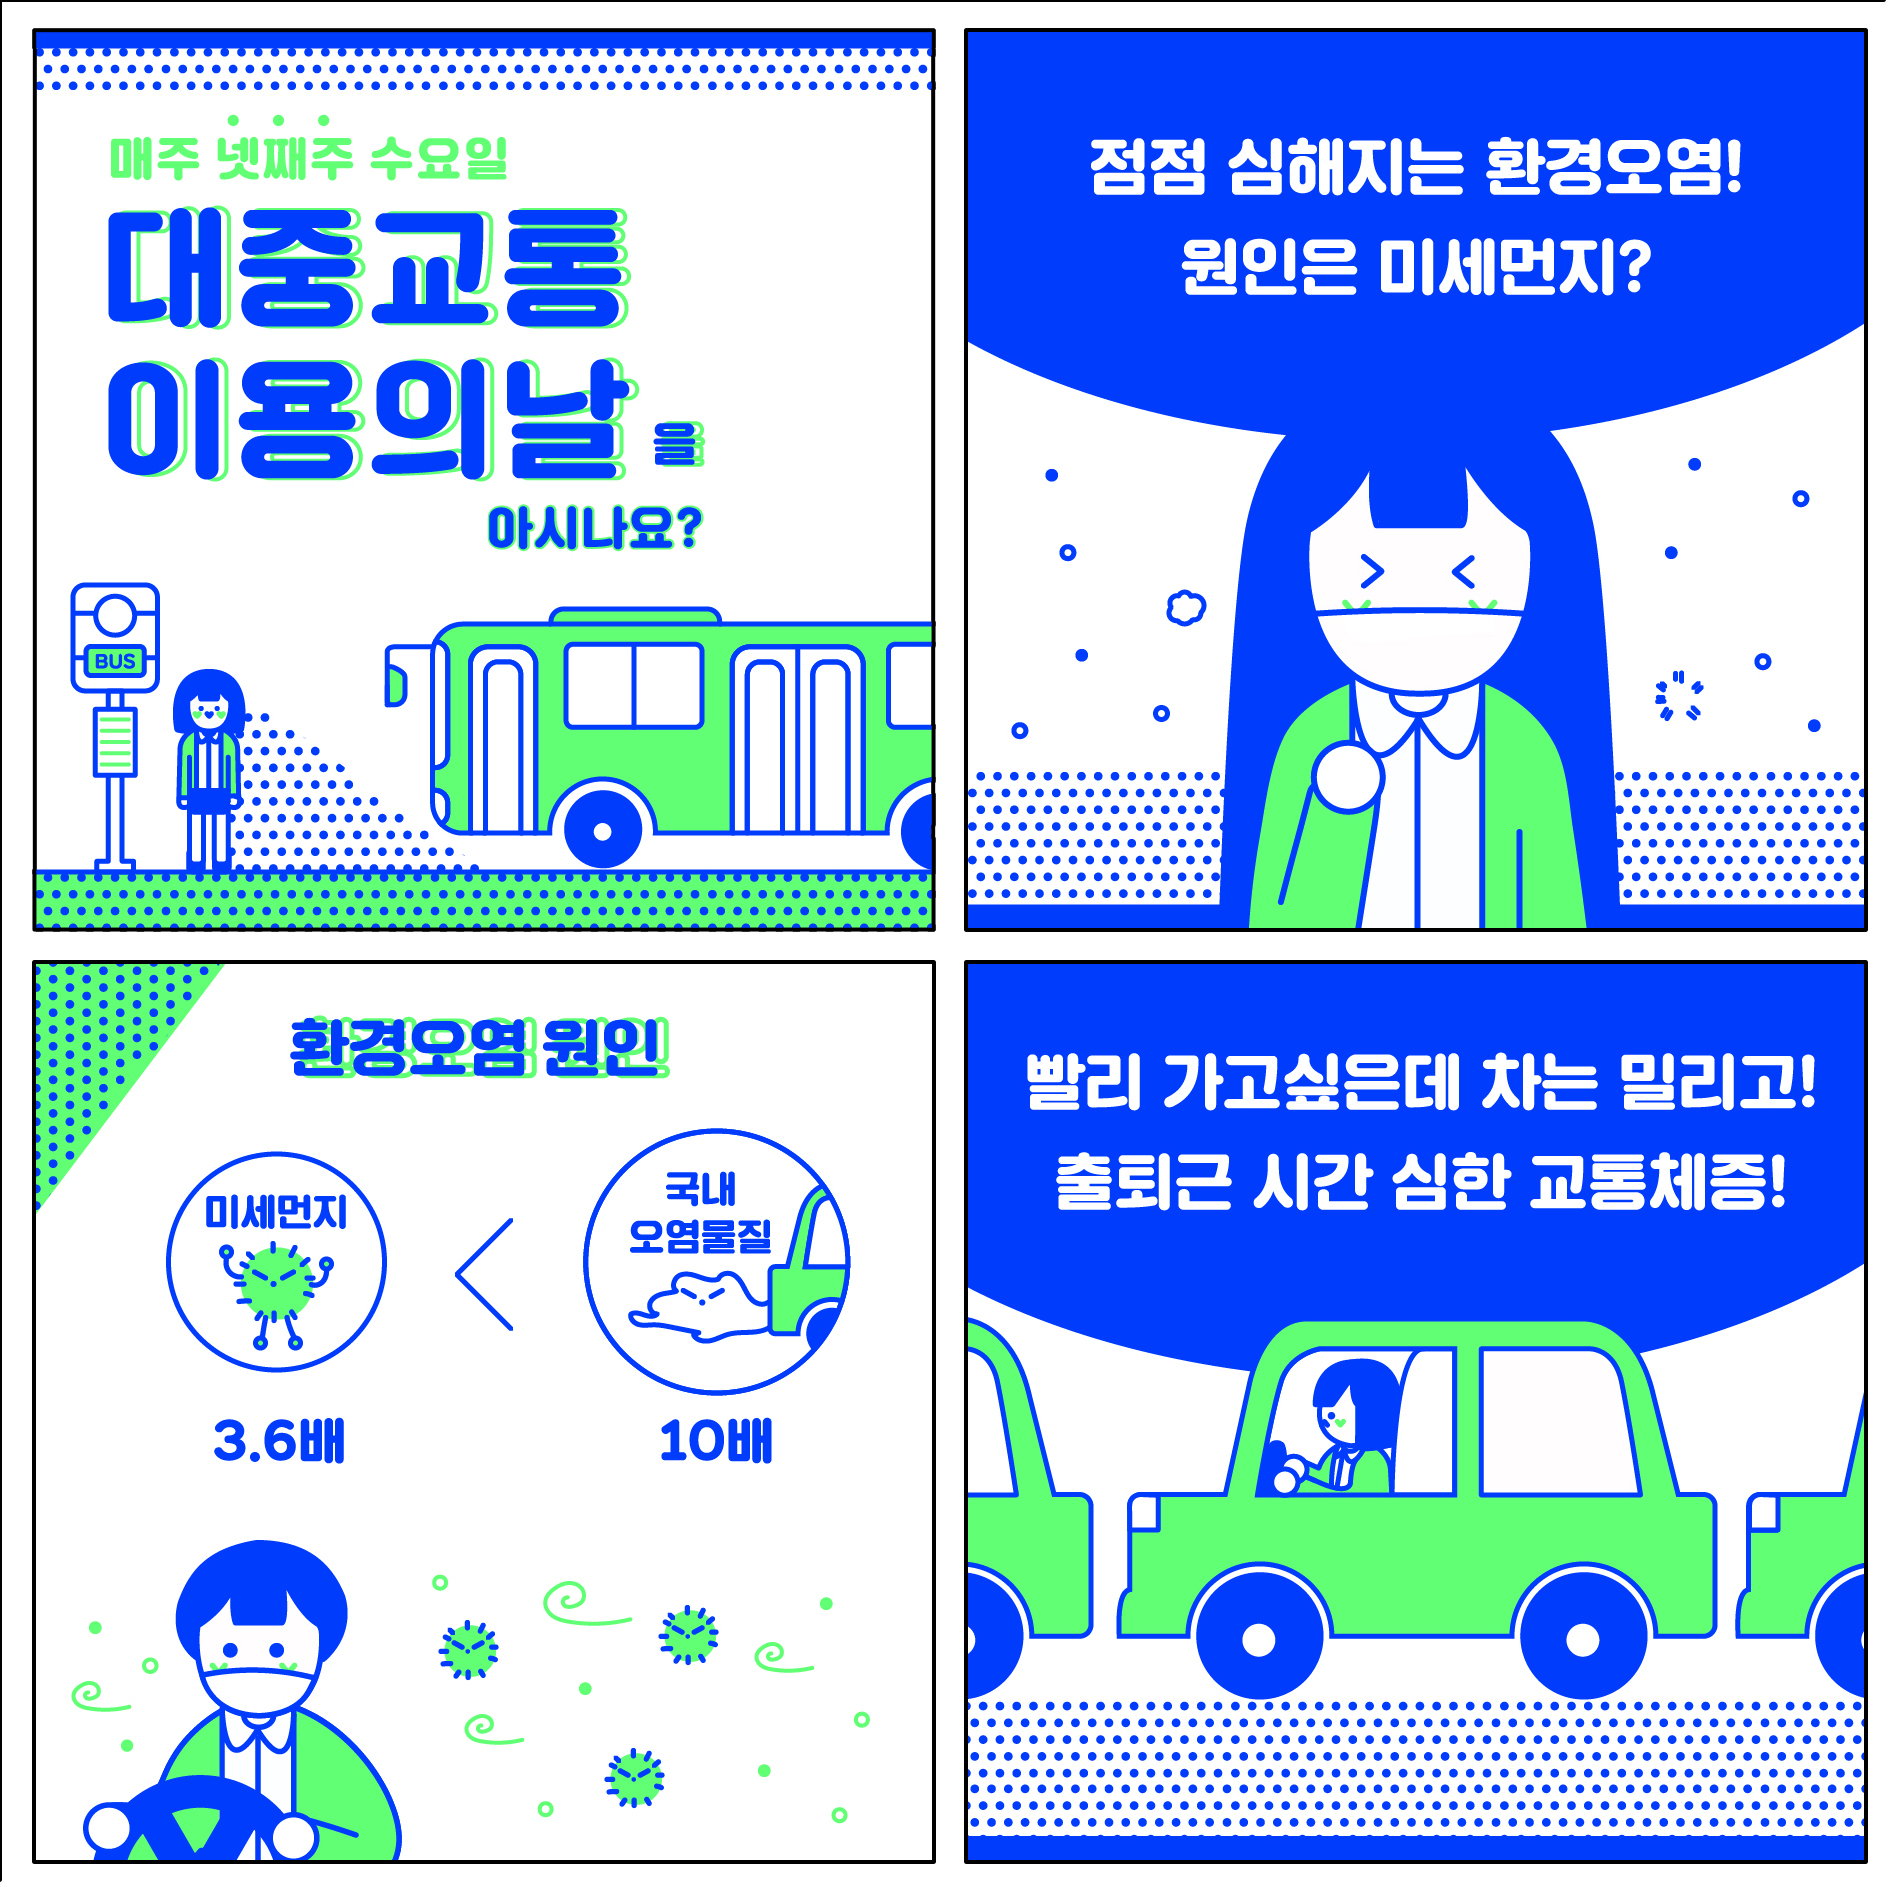 매주 넷째주 수요일
대중교통
이용의날 을
아시나요?
BUS
점점 심해지는 환경오염!
원인은 미세먼지?
환경오염 원인
미세먼지
국내
오염물질
3.6배
10배
빨리 가고싶은데 차는 밀리고!
출퇴근 시간 심한 교통체증!